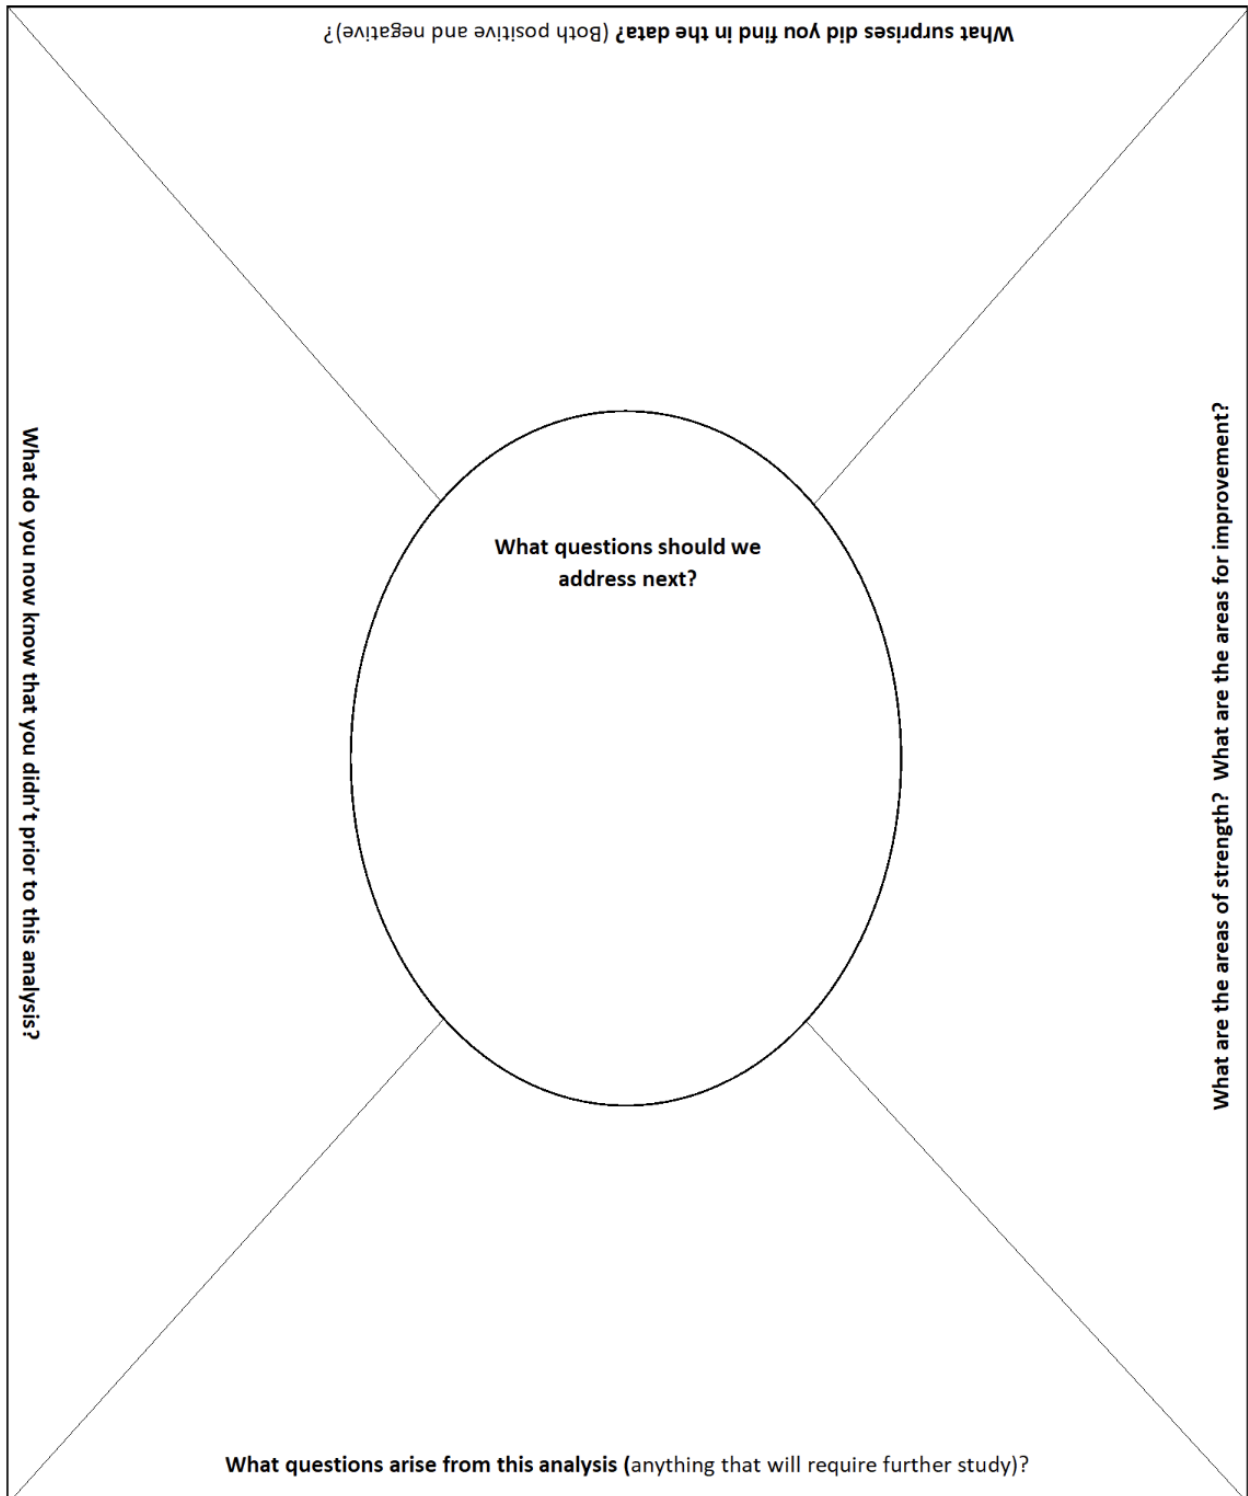 What surprises did you find in the data? (Both positive and negative)?
What do you now know that you didn’t prior to this analysis?
What questions should we
address next?
What are the areas of strength?  What are the areas for improvement?
What questions arise from this analysis (anything that will require further study)?